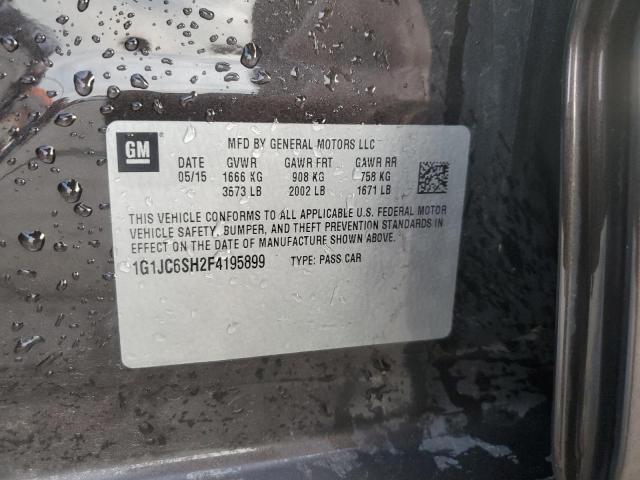 GM
MFD BY GENERAL MOTORS LLC
DATE GVWR GAWR FRT GAWR RR
05/15 1666 KG 908 KG 758 KG
3573 LB 2002 LB 1671 LB
THIS VEHICLE CONFORMS TO ALL APPLICABLE U.S. FEDERAL MOTOR
VEHICLE SAFETY, BUMPER, AND THEFT PREVENTION STANDARDS IN
EFFECT ON THE DATE OF MANUFACTURE SHOWN ABOVE.
1G1JC6SH2F4195899 TYPE: PASS CAR